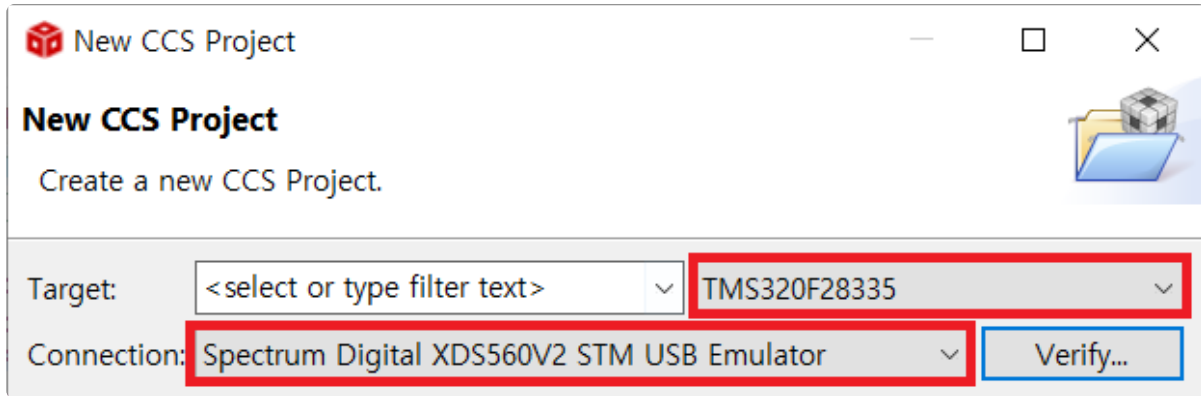 New CCS Project
New CCS Project
Create a new CCS Project.
Target: <select or type filter text> TMS320F28335
Connection: Spectrum Digital XDS560V2 STM USB Emulator Verify...